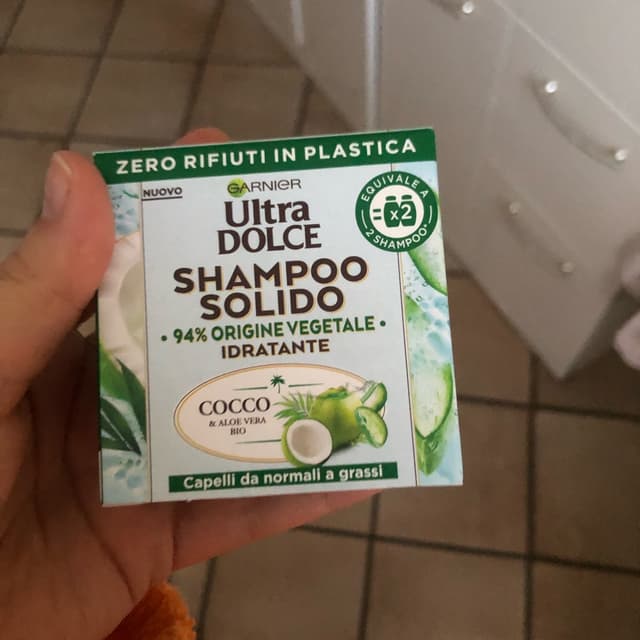 ZERO RIFIUTI IN PLASTICA
NUOVO
GARNIER
Ultra
DOLCE
EQUIVALE A
= x2
2 SHAMPOO*
SHAMPOO
SOLIDO
• 94% ORIGINE VEGETALE •
IDRATANTE
COCCO
& ALOE VERA
BIO
Capelli da normali a grassi